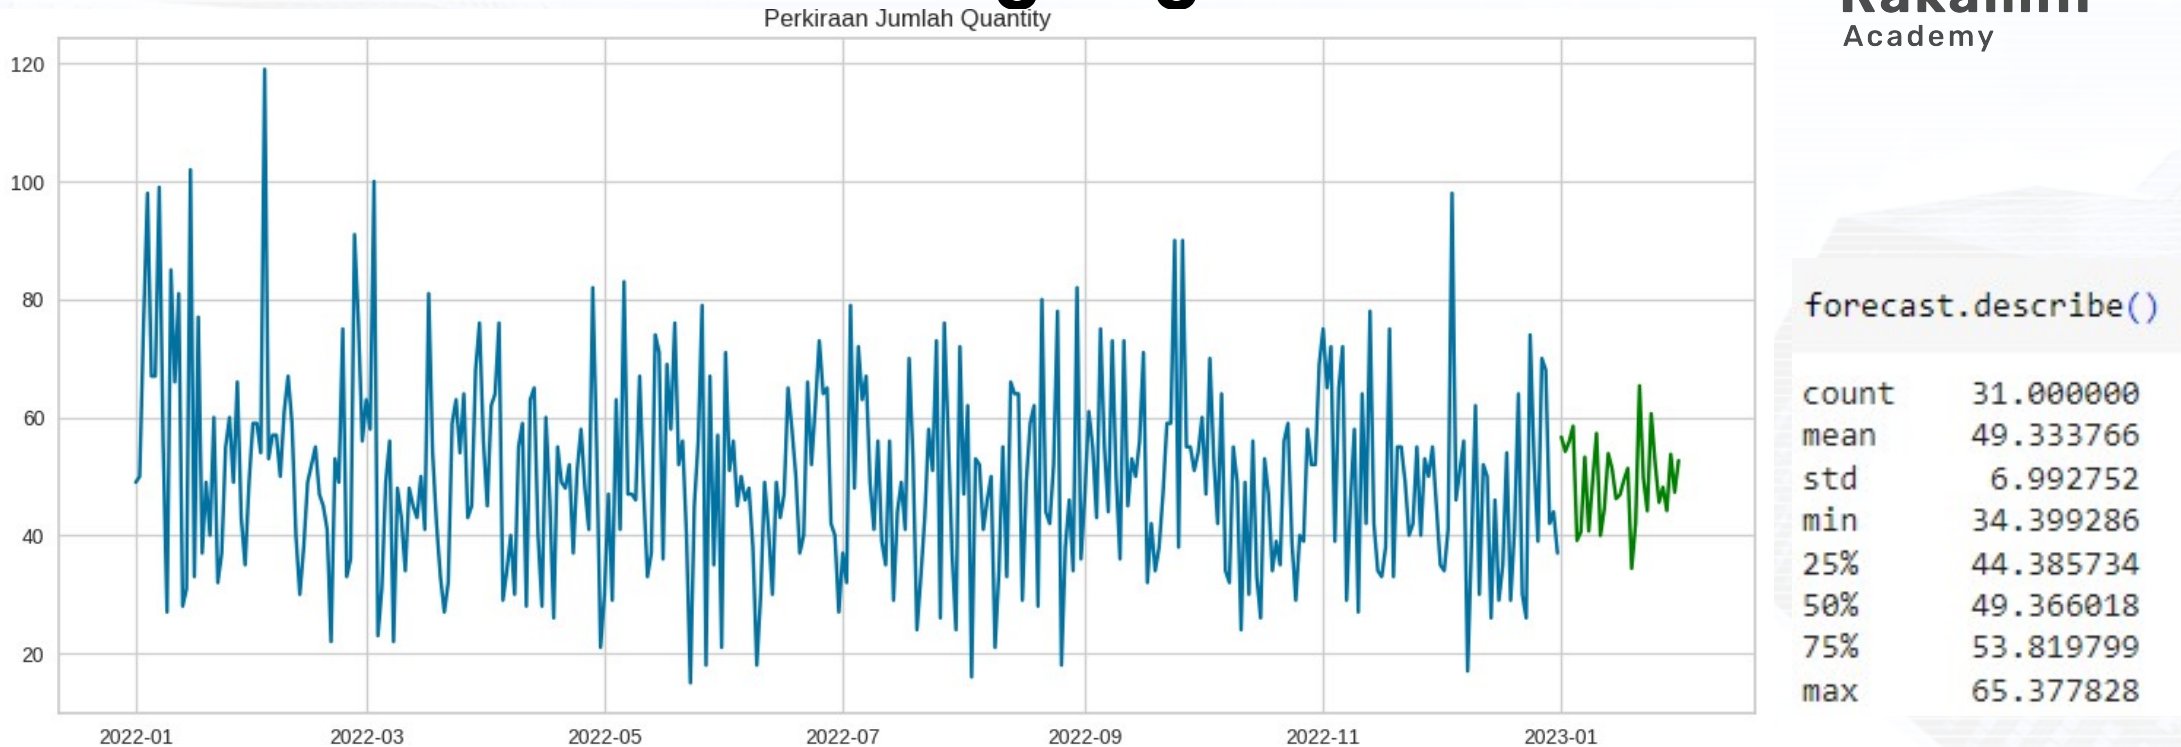 Perkiraan Jumlah Quantity
Academy
120
100
80
60
40
20
2022-01 2022-03 2022-05 2022-07 2022-09 2022-11 2023-01
forecast.describe()
count 31.000000
mean 49.333766
std 6.992752
min 34.399286
25% 44.385734
50% 49.366018
75% 53.819799
max 65.377828